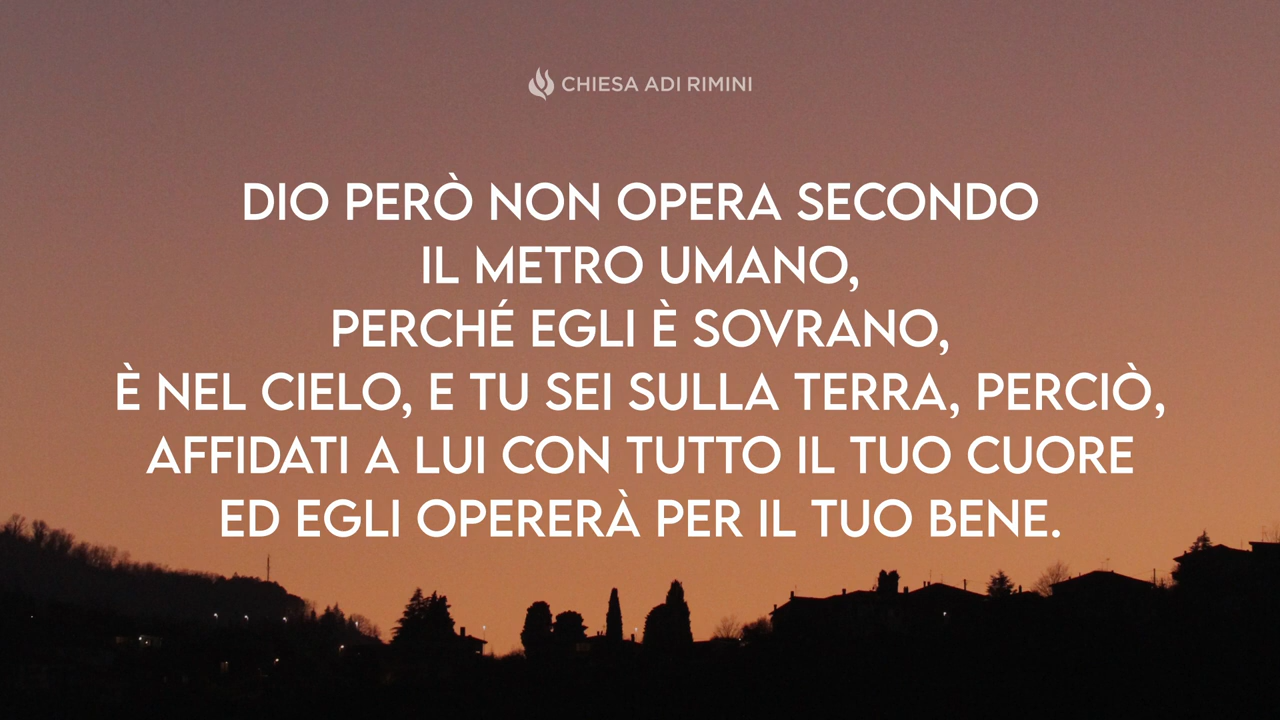 CHIESA ADI RIMINI
DIO PERÒ NON OPERA SECONDO
IL METRO UMANO,
PERCHÉ EGLI È SOVRANO,
È NEL CIELO, E TU SEI SULLA TERRA, PERCIÒ,
AFFIDATI A LUI CON TUTTO IL TUO CUORE
ED EGLI OPERERÀ PER IL TUO BENE.